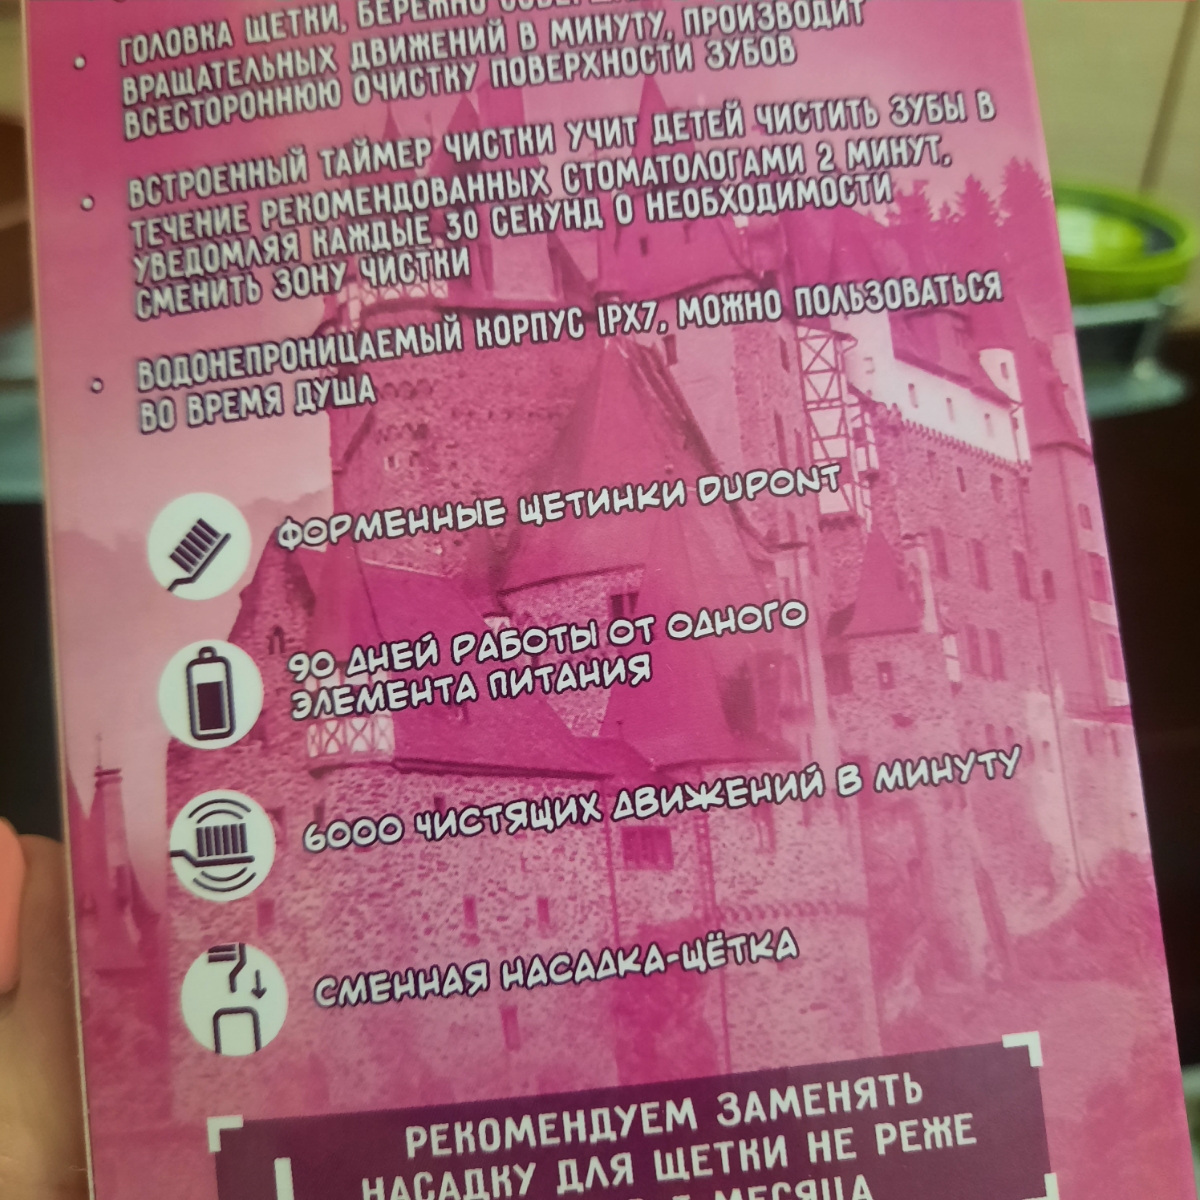 ГОЛОВКА ЩЕТКИ, БЕРЕЖНО
ВРАЩАТЕЛЬНЫХ ДВИЖЕНИЙ В МИНУТУ, ПРОИЗВОДИТ
ВСЕСТОРОННЮЮ ОЧИСТКУ ПОВЕРХНОСТИ ЗУБОВ
ВСТРОЕННЫЙ ТАЙМЕР ЧИСТКИ УЧИТ ДЕТЕЙ ЧИСТИТЬ ЗУБЫ В
ТЕЧЕНИЕ РЕКОМЕНДОВАННЫХ СТОМАТОЛОГАМИ 2 МИНУТ,
УВЕДОМЛЯЯ КАЖДЫЕ 30 СЕКУНД О НЕОБХОДИМОСТИ
СМЕНИТЬ ЗОНУ ЧИСТКИ
ВОДОНЕПРОНИЦАЕМЫЙ КОРПУС IPX7, МОЖНО ПОЛЬЗОВАТЬСЯ
ВО ВРЕМЯ ДУША
ФОРМЕННЫЕ ЩЕТИНКИ DUPONT
90 ДНЕЙ РАБОТЫ ОТ ОДНОГО
ЭЛЕМЕНТА ПИТАНИЯ
6000 ЧИСТЯЩИХ ДВИЖЕНИЙ В МИНУТУ
СМЕННАЯ НАСАДКА-ЩЁТКА
РЕКОМЕНДУЕМ ЗАМЕНЯТЬ
НАСАДКУ ДЛЯ ЩЕТКИ НЕ РЕЖЕ
МЕСЯЦА